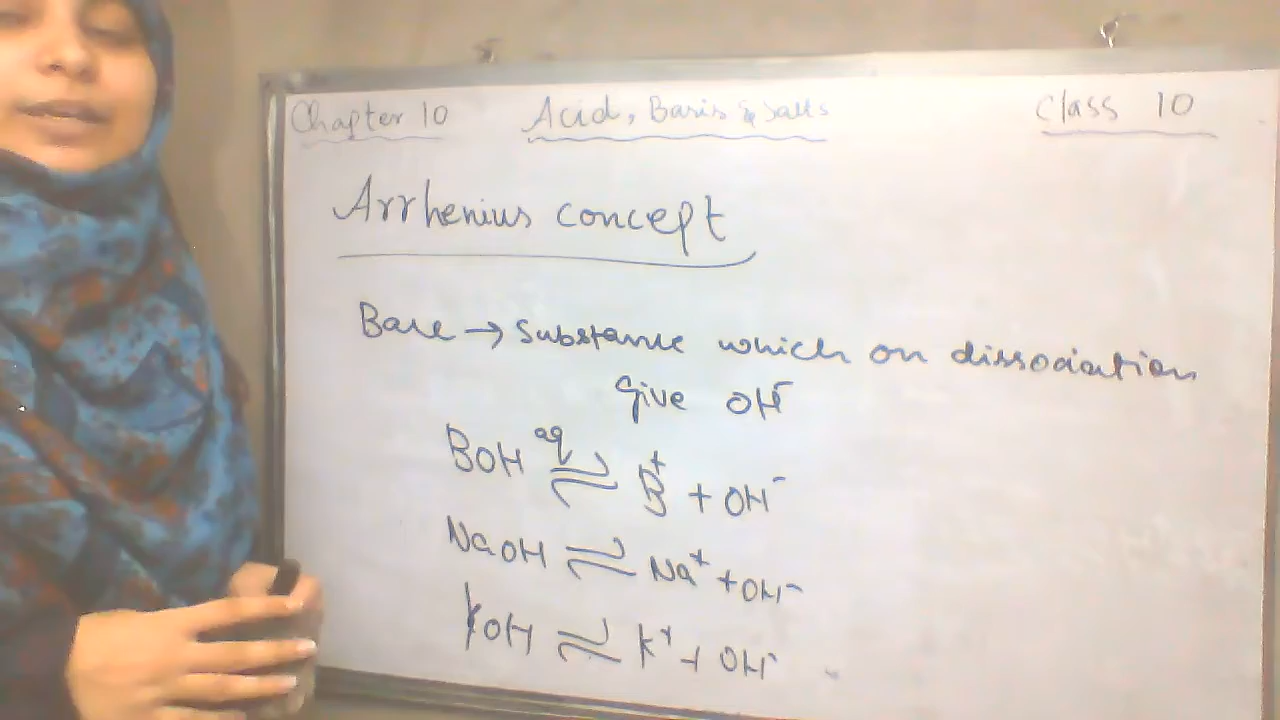 Chapter 10 Acid, Basis & Salts Class 10
Arrhenius concept
Base → Substance which on dissociation
give OH⁻
BOH ⇌ B⁺ + OH⁻
aq
NaOH ⇌ Na⁺ + OH⁻
KOH ⇌ K⁺ + OH⁻